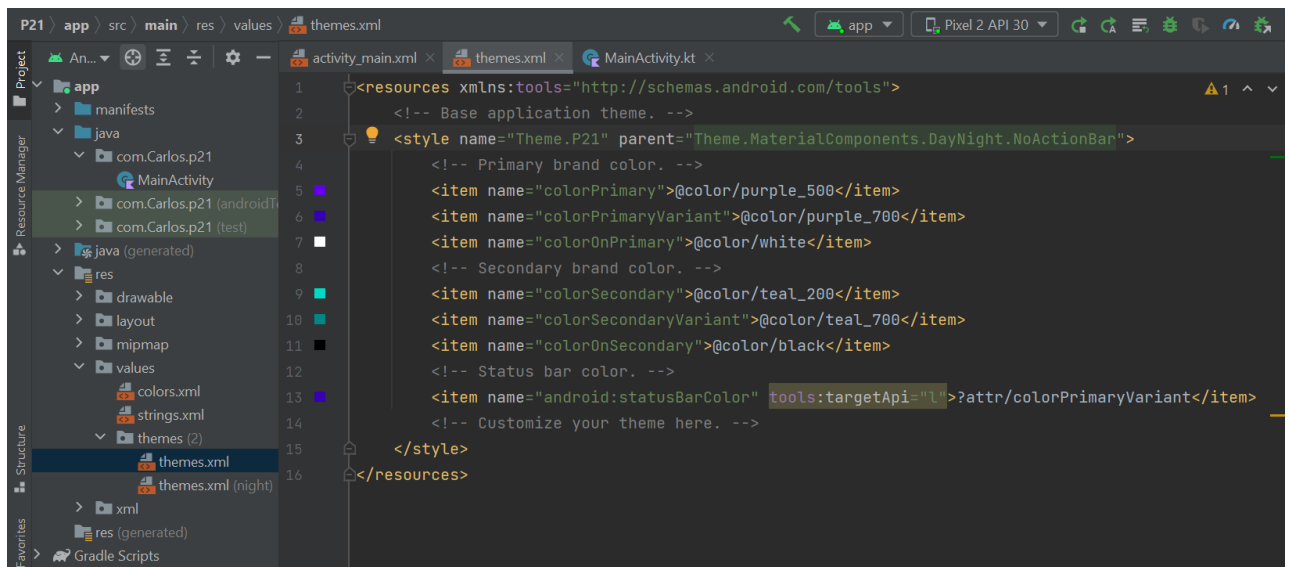 P21 > app > src > main > res > values > themes.xml
app
Pixel 2 API 30
Project
An...
activity_main.xml
themes.xml
MainActivity.kt
app
manifests
java
com.Carlos.p21
MainActivity
com.Carlos.p21 (androidT
com.Carlos.p21 (test)
java (generated)
res
drawable
layout
mipmap
values
colors.xml
strings.xml
themes (2)
themes.xml
themes.xml (night)
xml
res (generated)
Gradle Scripts
Resource Manager
Structure
Favorites
1 <resources xmlns:tools="http://schemas.android.com/tools">
1
2 <!-- Base application theme. -->
3 <style name="Theme.P21" parent="Theme.MaterialComponents.DayNight.NoActionBar">
4 <!-- Primary brand color. -->
5 <item name="colorPrimary">@color/purple_500</item>
6 <item name="colorPrimaryVariant">@color/purple_700</item>
7 <item name="colorOnPrimary">@color/white</item>
8 <!-- Secondary brand color. -->
9 <item name="colorSecondary">@color/teal_200</item>
10 <item name="colorSecondaryVariant">@color/teal_700</item>
11 <item name="colorOnSecondary">@color/black</item>
12 <!-- Status bar color. -->
13 <item name="android:statusBarColor" tools:targetApi="l">?attr/colorPrimaryVariant</item>
14 <!-- Customize your theme here. -->
15 </style>
16 </resources>